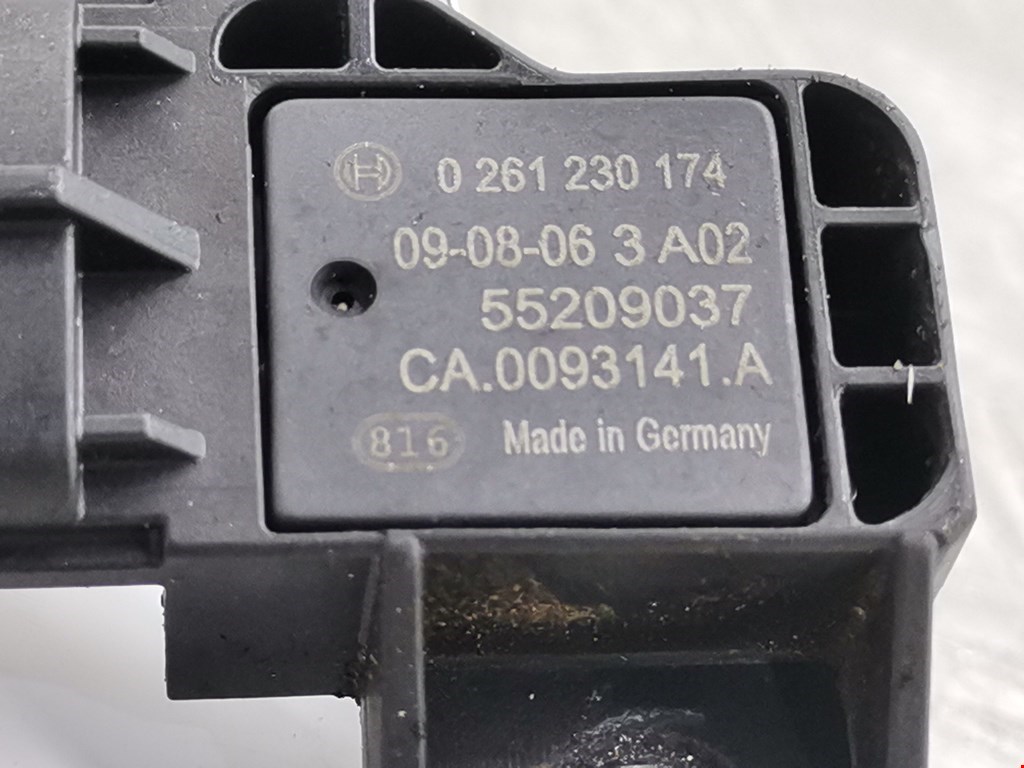 0 261 230 174
09-08-06 3 A02
55209037
CA.0093141.A
816 Made in Germany